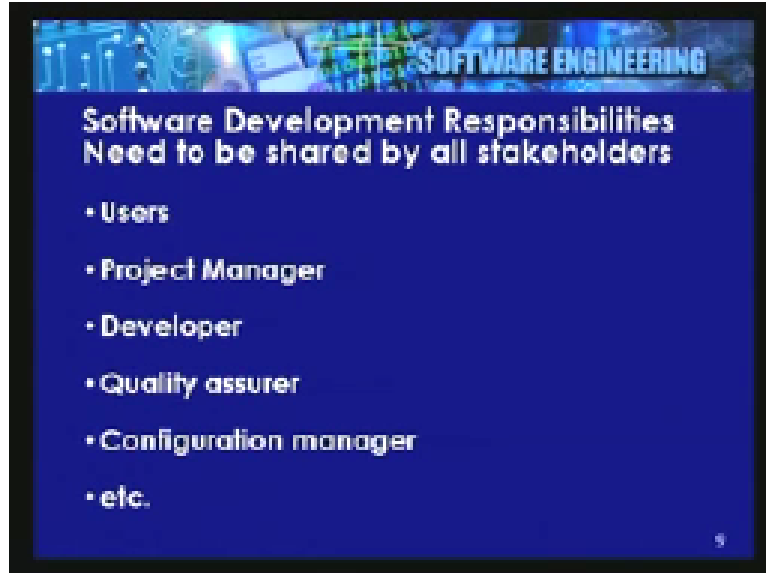 SOFTWARE ENGINEERING
Software Development Responsibilities
Need to be shared by all stakeholders
• Users
• Project Manager
• Developer
• Quality assurer
• Configuration manager
• etc.
9